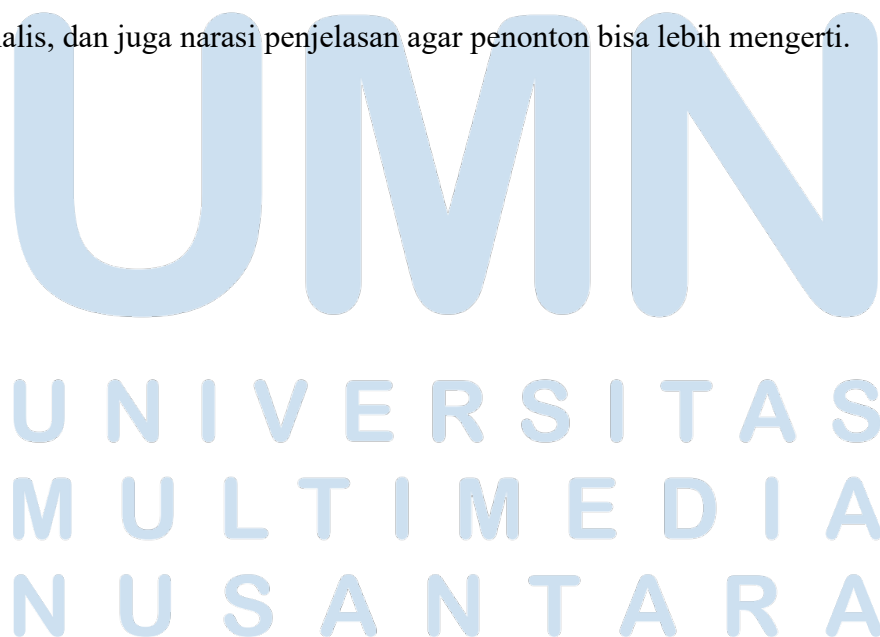 alis, dan juga narasi penjelasan agar penonton bisa lebih mengerti.
UMN
UNIVERSITAS
MULTIMEDIA
NUSANTARA